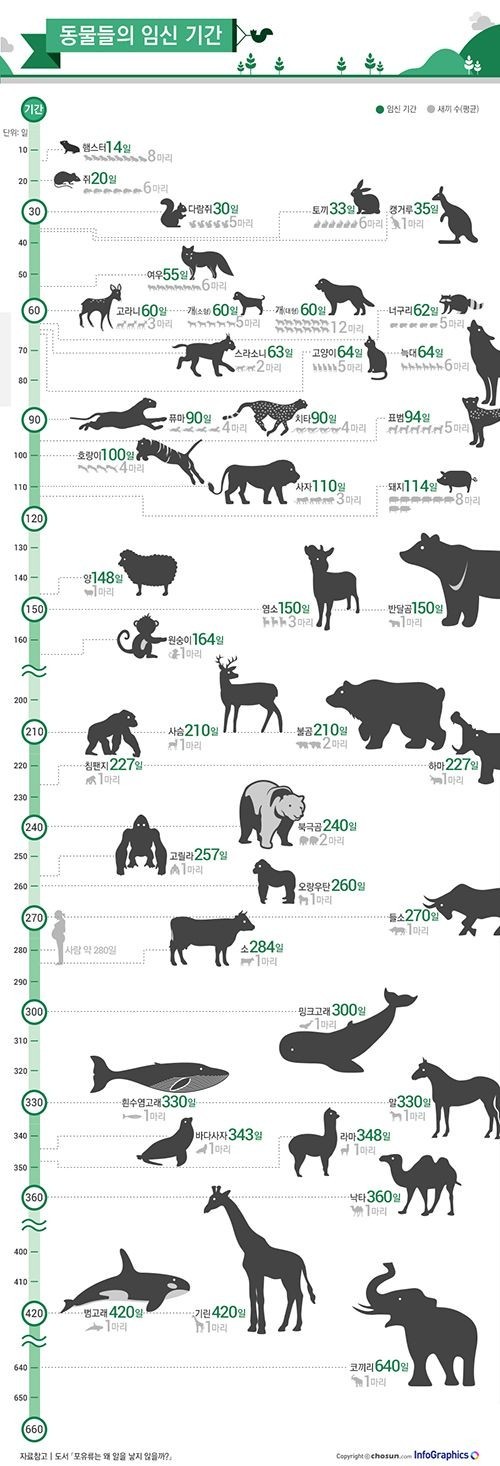 동물들의 임신 기간
기간
임신 기간 새끼 수(평균)
단위: 일
10
햄스터14일
8마리
20
쥐20일
6마리
30
다람쥐30일
5마리
토끼33일
6마리
캥거루35일
1마리
40
50
여우55일
6마리
60
고라니60일
3마리
개(소형)60일
5마리
개(대형)60일
12마리
너구리62일
5마리
70
스라소니63일
2마리
고양이64일
5마리
늑대64일
6마리
80
90
퓨마90일
4마리
치타90일
4마리
표범94일
5마리
100
호랑이100일
4마리
110
사자110일
3마리
돼지114일
8마리
120
130
140
양148일
1마리
150
염소150일
3마리
반달곰150일
1마리
160
원숭이164일
1마리
200
210
사슴210일
1마리
불곰210일
2마리
220
침팬지227일
1마리
하마227일
1마리
230
240
북극곰240일
2마리
250
고릴라257일
1마리
260
오랑우탄260일
1마리
270
들소270일
1마리
사람 약 280일
280
소284일
1마리
290
300
밍크고래300일
1마리
310
320
330
흰수염고래330일
1마리
말330일
1마리
340
바다사자343일
1마리
라마348일
1마리
350
360
낙타360일
1마리
400
410
420
범고래420일
1마리
기린420일
1마리
640
코끼리640일
1마리
650
660
자료참고 | 도서 「포유류는 왜 알을 낳지 않을까?」
Copyright ⓒ chosun.com InfoGraphics